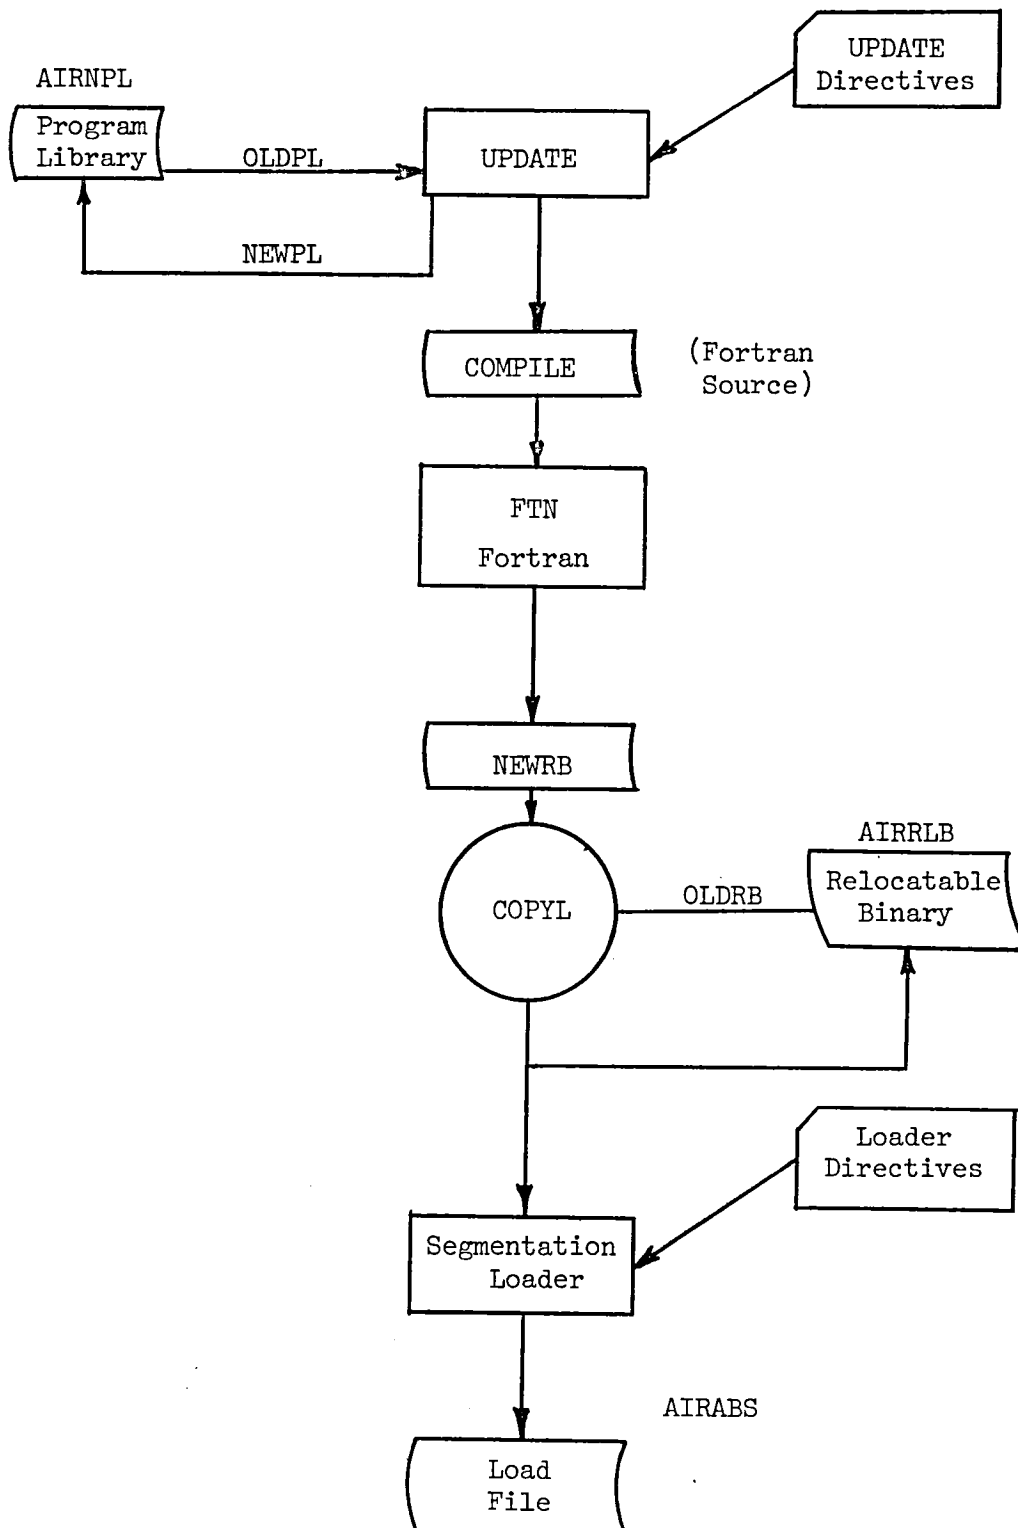 UPDATE
Directives
AIRNPL
Program
Library
OLDPL
UPDATE
NEWPL
COMPILE
(Fortran
Source)
FTN
Fortran
NEWRB
AIRRLB
Relocatable
Binary
OLDRB
COPYL
Loader
Directives
Segmentation
Loader
AIRABS
Load
File